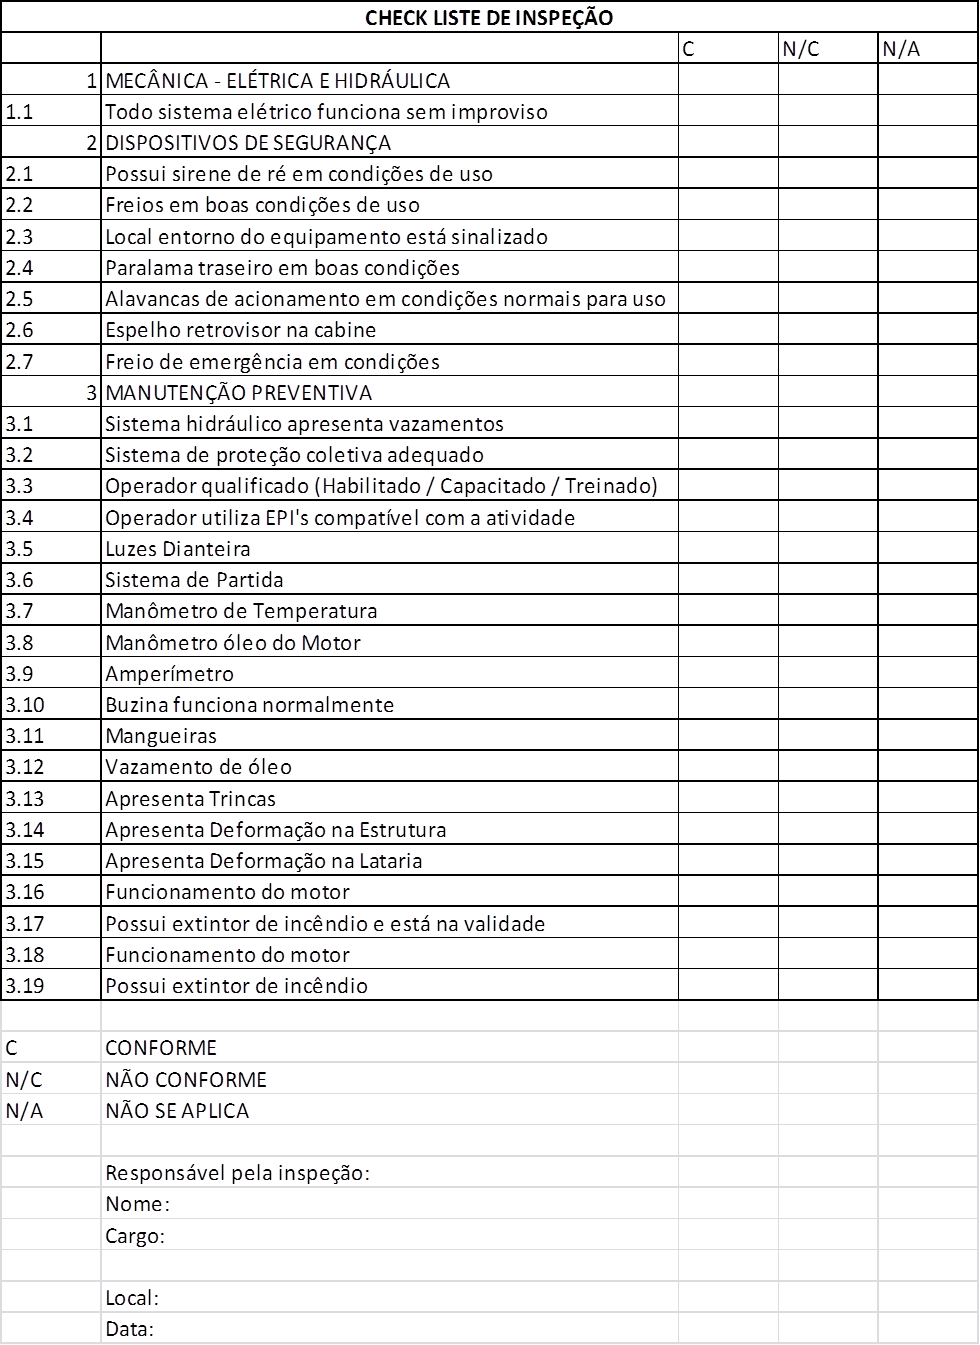 CHECK LISTE DE INSPEÇÃO
C N/C N/A
1 MECÂNICA - ELÉTRICA E HIDRÁULICA
1.1 Todo sistema elétrico funciona sem improviso
2 DISPOSITIVOS DE SEGURANÇA
2.1 Possui sirene de ré em condições de uso
2.2 Freios em boas condições de uso
2.3 Local entorno do equipamento está sinalizado
2.4 Paralama traseiro em boas condições
2.5 Alavancas de acionamento em condições normais para uso
2.6 Espelho retrovisor na cabine
2.7 Freio de emergência em condições
3 MANUTENÇÃO PREVENTIVA
3.1 Sistema hidráulico apresenta vazamentos
3.2 Sistema de proteção coletiva adequado
3.3 Operador qualificado (Habilitado / Capacitado / Treinado)
3.4 Operador utiliza EPI's compatível com a atividade
3.5 Luzes Dianteira
3.6 Sistema de Partida
3.7 Manômetro de Temperatura
3.8 Manômetro óleo do Motor
3.9 Amperímetro
3.10 Buzina funciona normalmente
3.11 Mangueiras
3.12 Vazamento de óleo
3.13 Apresenta Trincas
3.14 Apresenta Deformação na Estrutura
3.15 Apresenta Deformação na Lataria
3.16 Funcionamento do motor
3.17 Possui extintor de incêndio e está na validade
3.18 Funcionamento do motor
3.19 Possui extintor de incêndio
C CONFORME
N/C NÃO CONFORME
N/A NÃO SE APLICA
Responsável pela inspeção:
Nome:
Cargo:
Local:
Data: